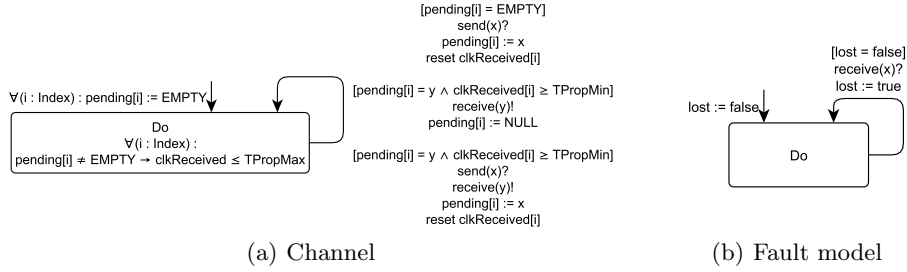 [pending[i] = EMPTY]
send(x)?
pending[i] := x
reset clkReceived[i]
∀(i : Index) : pending[i] := EMPTY
[pending[i] = y ∧ clkReceived[i] ≥ TPropMin]
receive(y)!
pending[i] := NULL
Do
∀(i : Index) :
pending[i] ≠ EMPTY → clkReceived ≤ TPropMax
[pending[i] = y ∧ clkReceived[i] ≥ TPropMin]
send(x)?
receive(y)!
pending[i] := x
reset clkReceived[i]
(a) Channel
[lost = false]
receive(x)?
lost := true
lost := false
Do
(b) Fault model